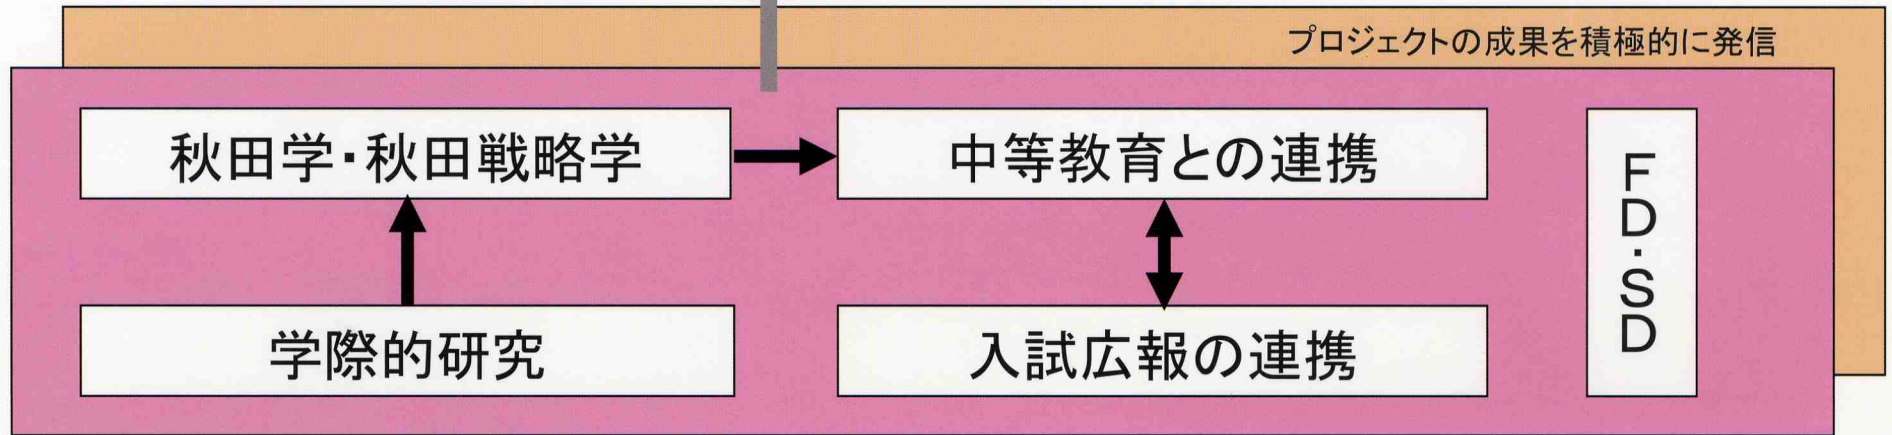 プロジェクトの成果を積極的に発信
秋田学・秋田戦略学
中等教育との連携
FD・SD
学際的研究
入試広報の連携